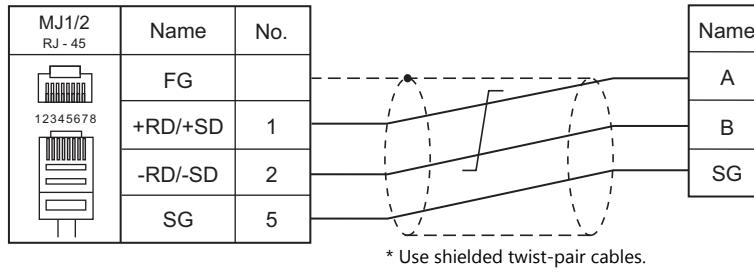 MJ1/2
RJ - 45
Name
No.
Name
FG
A
12345678
+RD/+SD
1
B
-RD/-SD
2
SG
SG
5
* Use shielded twist-pair cables.